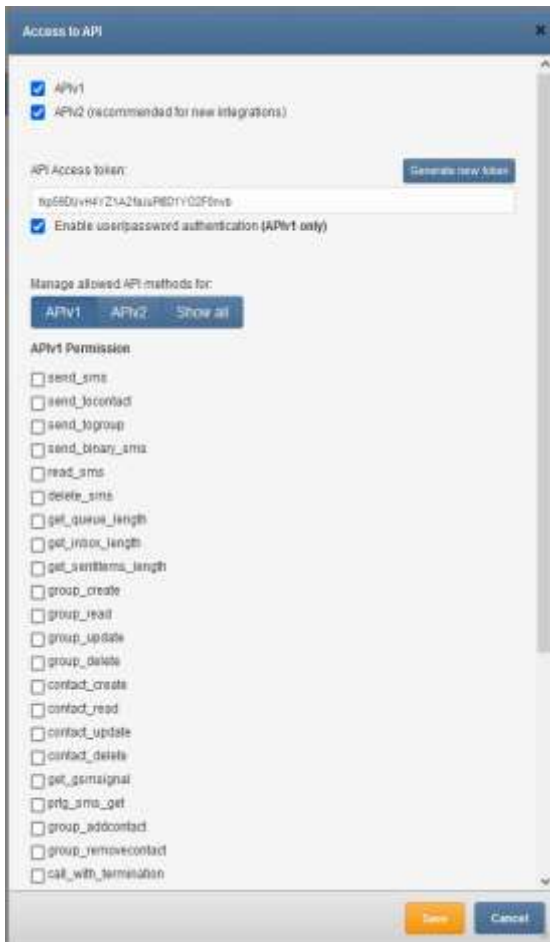 Access to API
APIv1
APIv2 (recommended for new integrations)
API Access token:
Generate new token
Enable user/password authentication (APIv1 only)
Manage allowed API methods for:
APIv1 APIv2 Show all
APIv1 Permission
send_sms
send_tocontact
send_togroup
send_binary_sms
read_sms
delete_sms
get_queue_length
get_inbox_length
get_sentitems_length
group_create
group_read
group_update
group_delete
contact_create
contact_read
contact_update
contact_delete
get_gsmsignal
prtg_sms_get
group_addcontact
group_removecontact
call_with_termination
Save Cancel